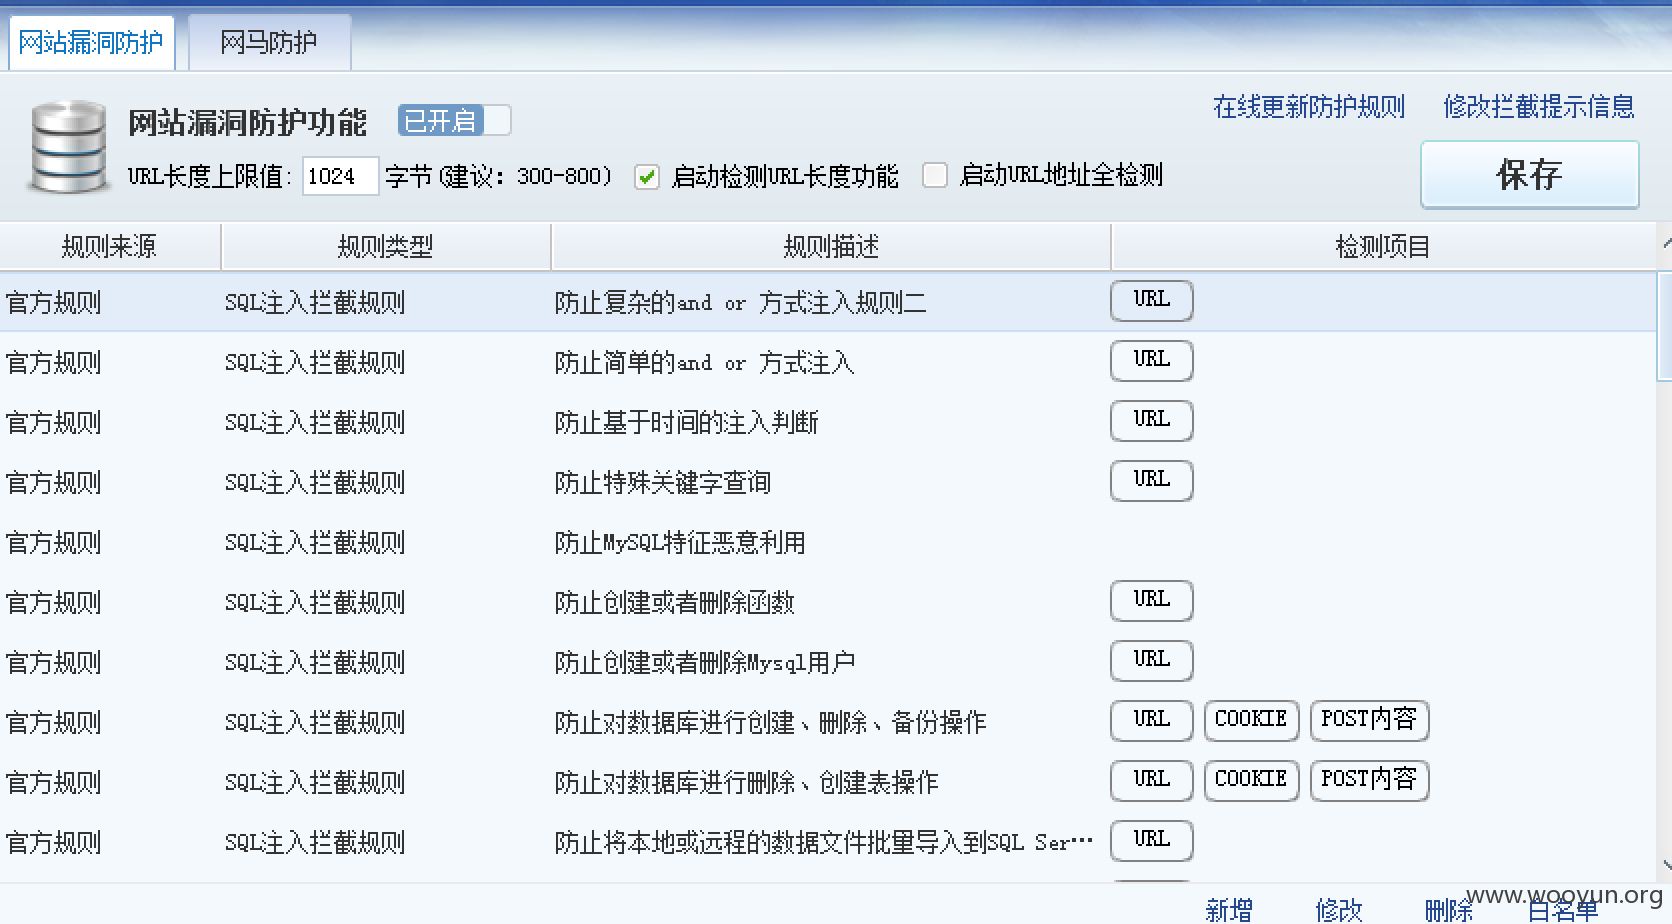 网站漏洞防护 网马防护
网站漏洞防护功能 已开启 在线更新防护规则 修改拦截提示信息
URL长度上限值: 1024 字节(建议: 300-800) 启动检测URL长度功能 启动URL地址全检测 保存
规则来源 规则类型 规则描述 检测项目
官方规则 SQL注入拦截规则 防止复杂的and or 方式注入规则二 URL
官方规则 SQL注入拦截规则 防止简单的and or 方式注入 URL
官方规则 SQL注入拦截规则 防止基于时间的注入判断 URL
官方规则 SQL注入拦截规则 防止特殊关键字查询 URL
官方规则 SQL注入拦截规则 防止MySQL特征恶意利用
官方规则 SQL注入拦截规则 防止创建或者删除函数 URL
官方规则 SQL注入拦截规则 防止创建或者删除Mysql用户 URL
官方规则 SQL注入拦截规则 防止对数据库进行创建、删除、备份操作 URL COOKIE POST内容
官方规则 SQL注入拦截规则 防止对数据库进行删除、创建表操作 URL COOKIE POST内容
官方规则 SQL注入拦截规则 防止将本地或远程的数据文件批量导入到SQL Ser… URL
新增 修改 删除 白名单
www.wooyun.org